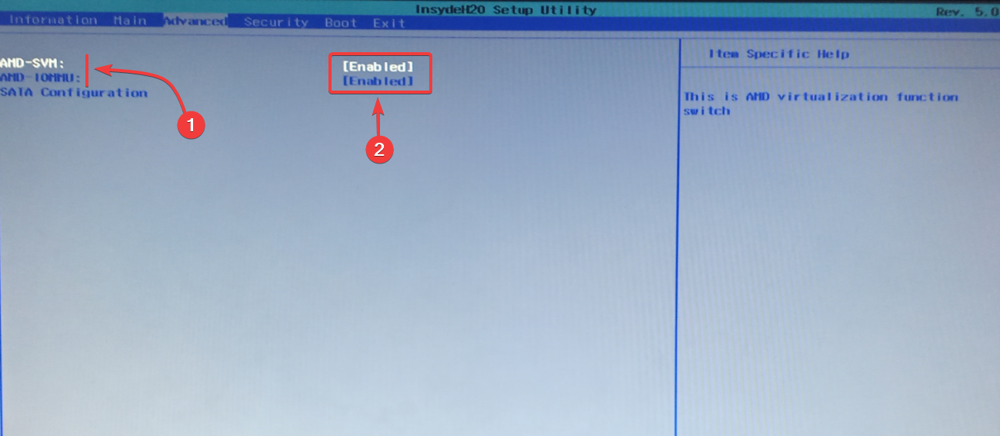 InsydeH20 Setup Utility
Rev. 5.0
Information Main Advanced Security Boot Exit
AMD-SVM: [Enabled]
AMD-IOMMU: [Enabled]
SATA Configuration
1
2
Item Specific Help
This is AMD virtualization function
switch